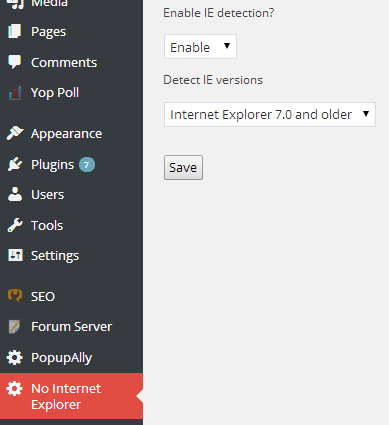 Media
Pages
Comments
Yop Poll
Appearance
Plugins 7
Users
Tools
Settings
SEO
Forum Server
PopupAlly
No Internet
Explorer
Enable IE detection?
Enable
Detect IE versions
Internet Explorer 7.0 and older
Save